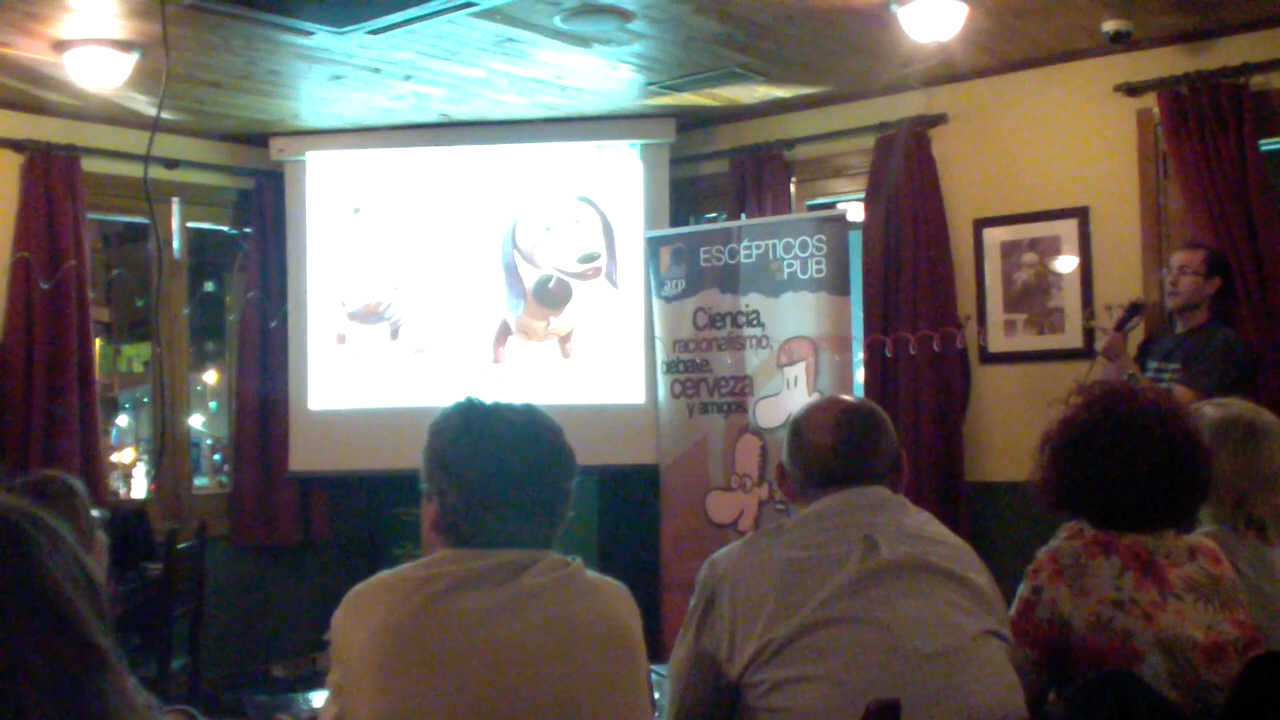 ESCÉPTICOS
PUB
arp
Ciencia,
racionalismo,
debate,
cerveza
y amigos.